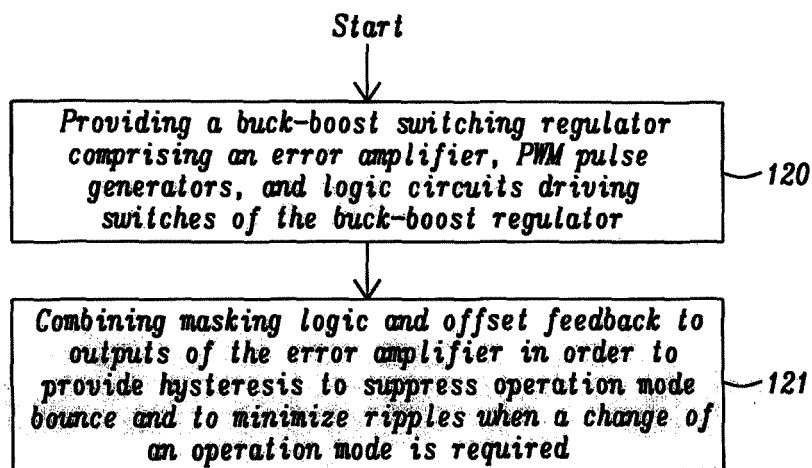 Start
Providing a buck-boost switching regulator
comprising an error amplifier, PWM pulse
generators, and logic circuits driving
switches of the buck-boost regulator
120
Combining masking logic and offset feedback to
outputs of the error amplifier in order to
provide hysteresis to suppress operation mode
bounce and to minimize ripples when a change of
an operation mode is required
121